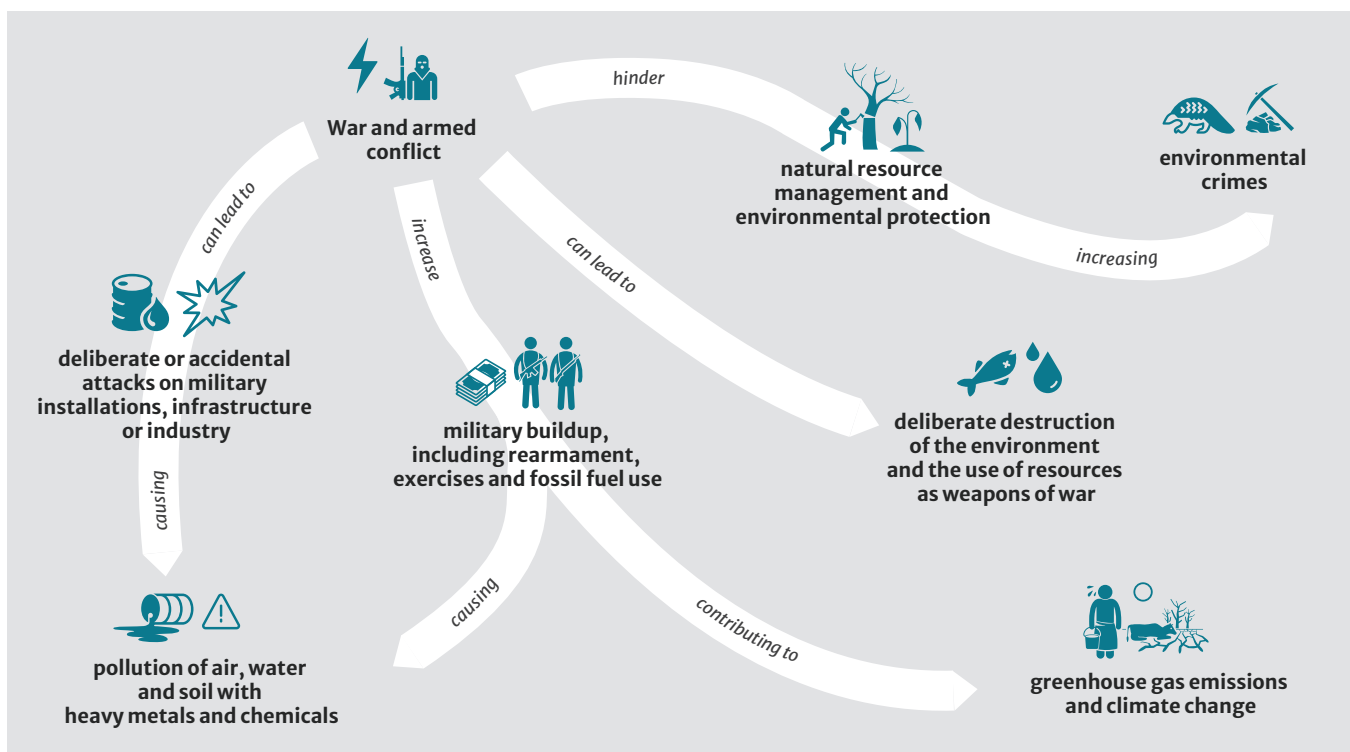 War and armed
conflict
hinder
natural resource
management and
environmental protection
increasing
environmental
crimes
can lead to
deliberate or accidental
attacks on military
installations, infrastructure
or industry
causing
pollution of air, water
and soil with
heavy metals and chemicals
increase
military buildup,
including rearmament,
exercises and fossil fuel use
causing
contributing to
greenhouse gas emissions
and climate change
can lead to
deliberate destruction
of the environment
and the use of resources
as weapons of war